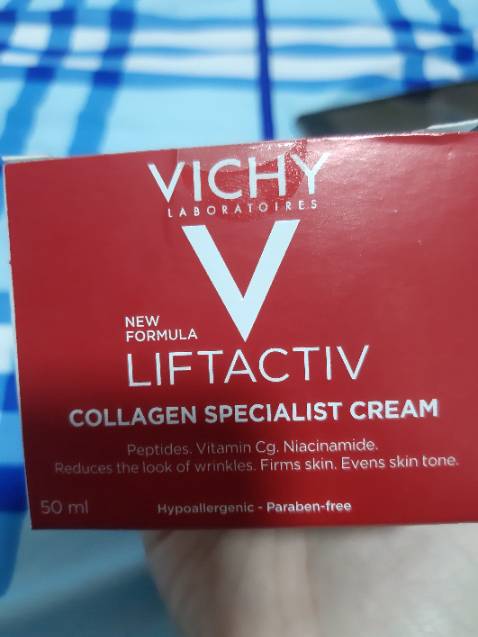 VICHY
LABORATOIRES
V
NEW
FORMULA
LIFTACTIV
COLLAGEN SPECIALIST CREAM
Peptides. Vitamin Cg. Niacinamide.
Reduces the look of wrinkles. Firms skin. Evens skin tone.
50 ml
Hypoallergenic - Paraben-free